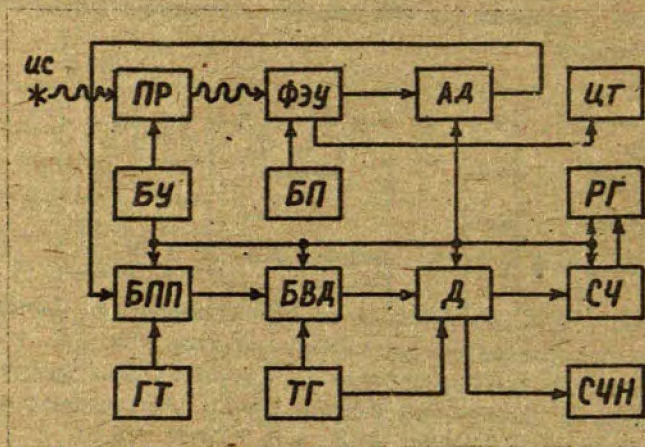 ИС
ПР ФЭУ АД ЦТ
БУ БП РГ
БПП БВД Д СЧ
ГТ ТГ СЧН